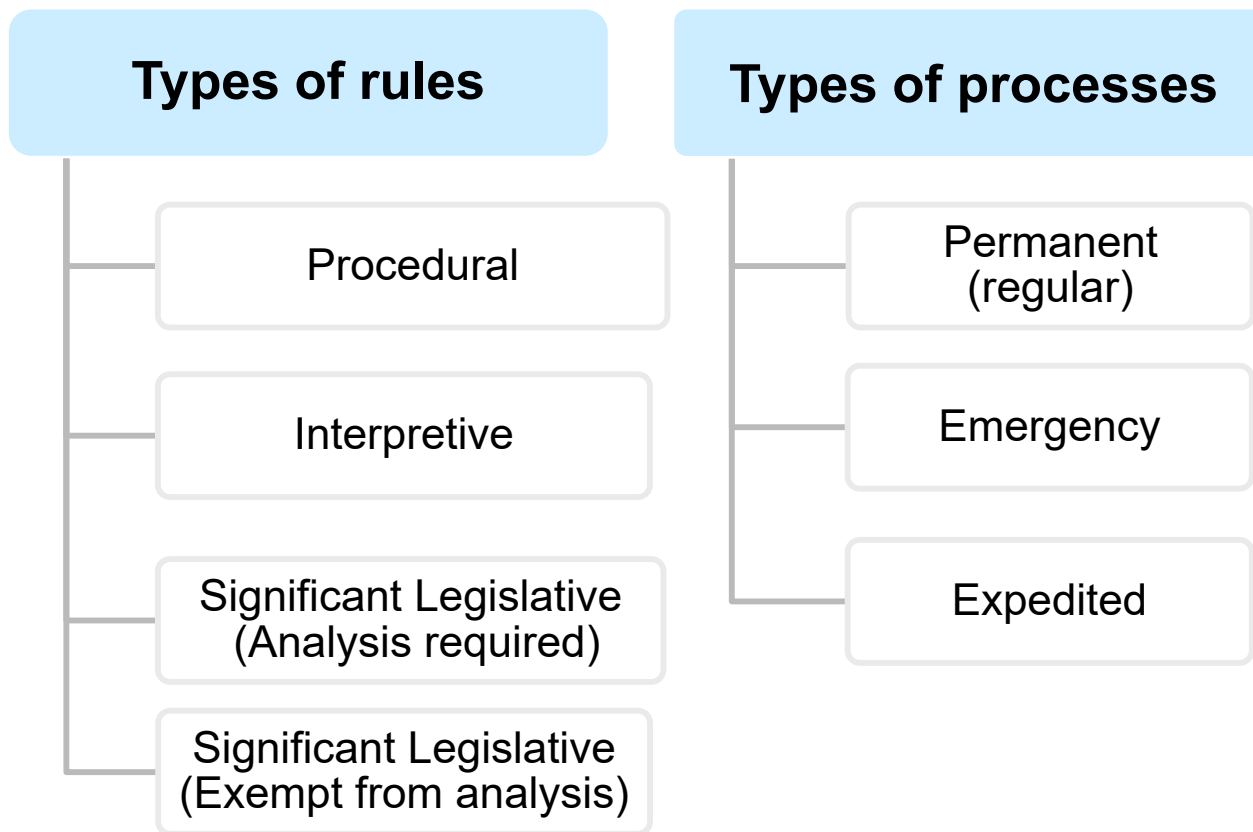 Types of rules
Procedural
Interpretive
Significant Legislative
(Analysis required)
Significant Legislative
(Exempt from analysis)
Types of processes
Permanent
(regular)
Emergency
Expedited